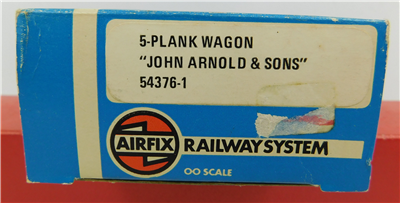 5-PLANK WAGON
"JOHN ARNOLD & SONS"
54376-1
AIRFIX RAILWAY SYSTEM
OO SCALE